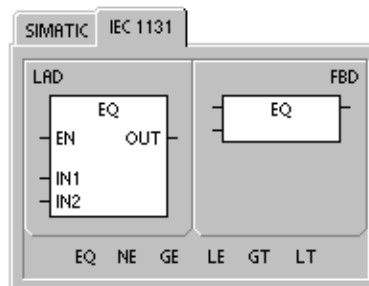 SIMATIC IEC 1131
LAD FBD
EQ EQ
EN OUT
IN1
IN2
EQ NE GE LE GT LT